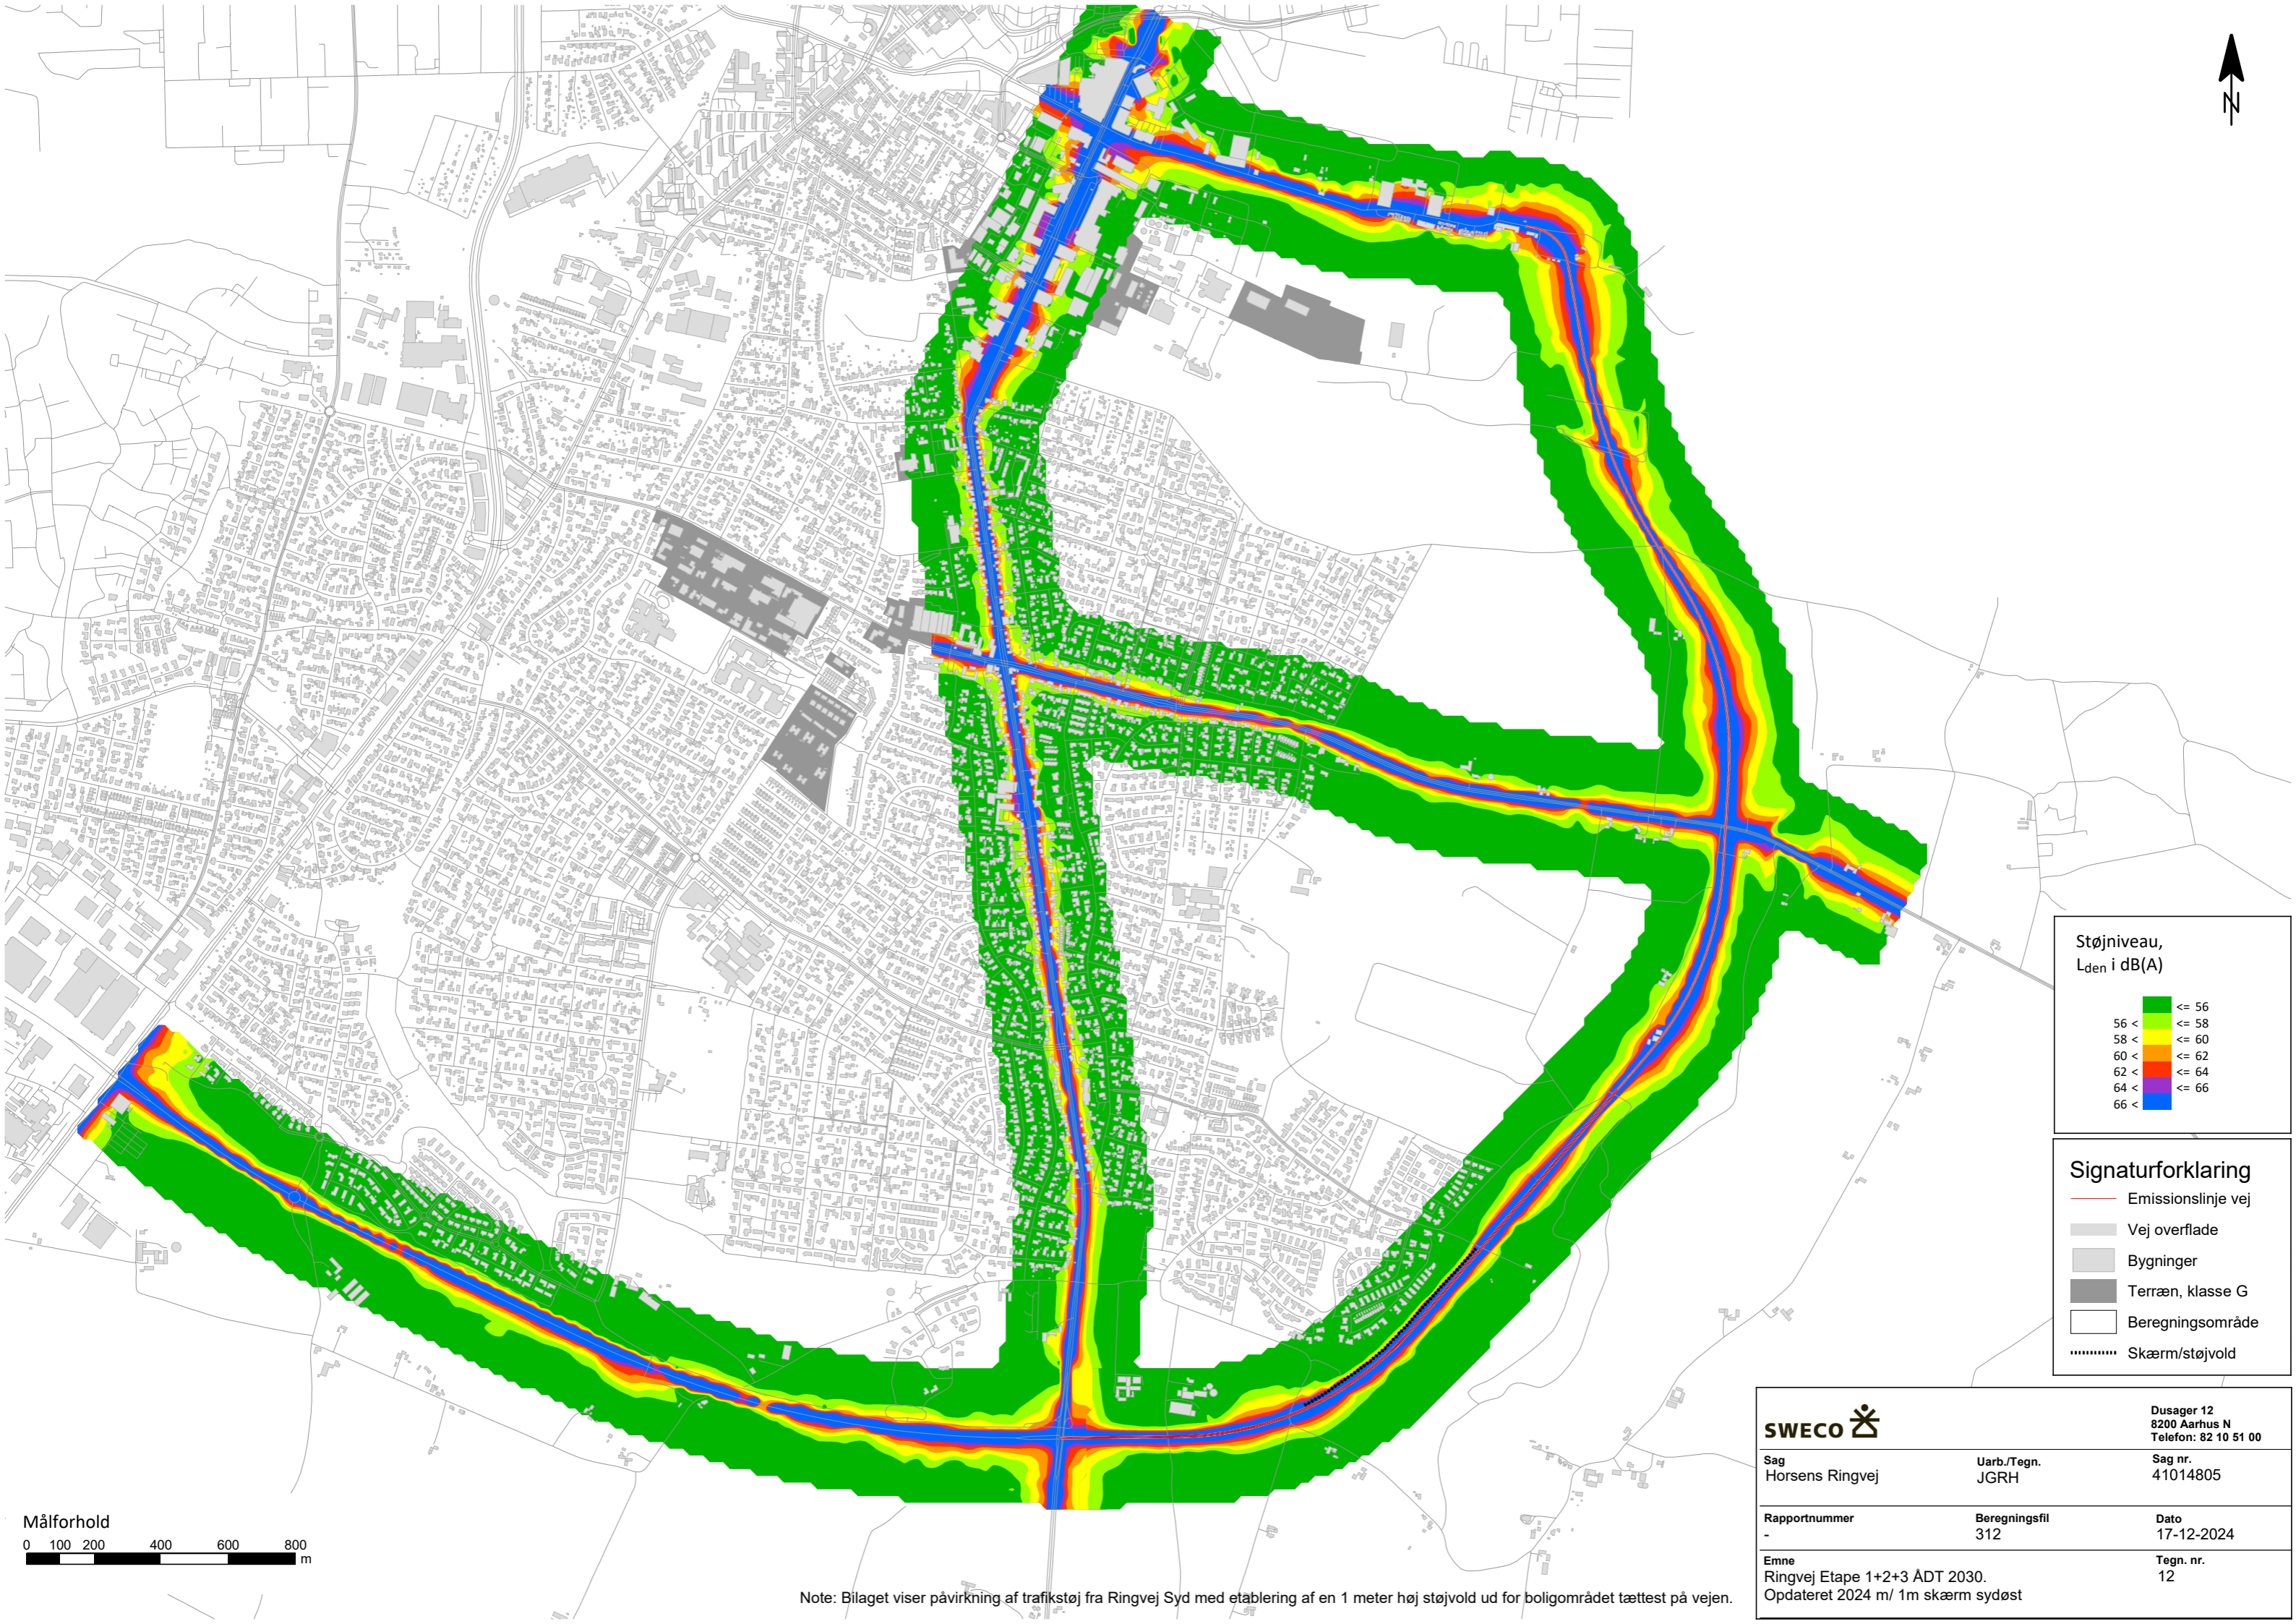 N
Støjniveau,
Lden i dB(A)
<= 56
56 < <= 58
58 < <= 60
60 < <= 62
62 < <= 64
64 < <= 66
66 <
Signaturforklaring
Emissionslinje vej
Vej overflade
Bygninger
Terræn, klasse G
Beregningsområde
Skærm/støjvold
SWECO
Dusager 12
8200 Aarhus N
Telefon: 82 10 51 00
Sag Uarb./Tegn. Sag nr.
Horsens Ringvej JGRH 41014805
Rapportnummer Beregningsfil Dato
- 312 17-12-2024
Emne Tegn. nr.
Ringvej Etape 1+2+3 ÅDT 2030. 12
Opdateret 2024 m/ 1m skærm sydøst
Målforhold
0 100 200 400 600 800
m
Note: Bilaget viser påvirkning af trafikstøj fra Ringvej Syd med etablering af en 1 meter høj støjvold ud for boligområdet tættest på vejen.